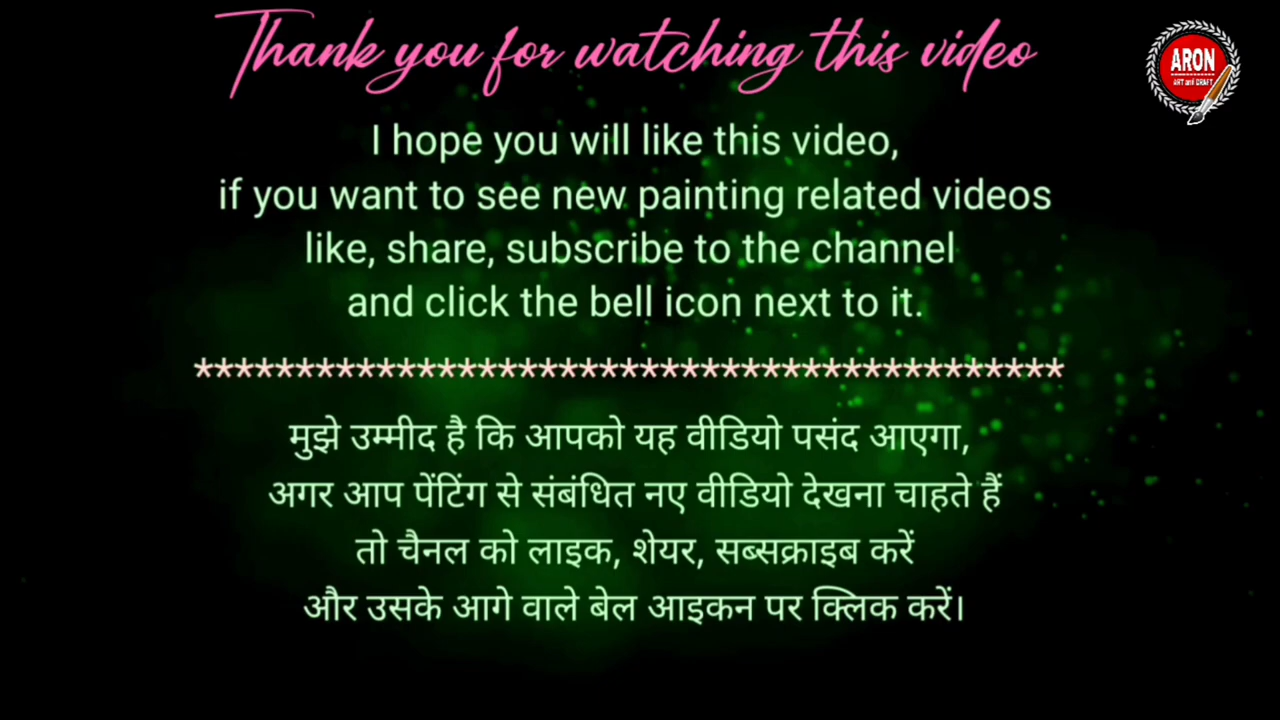 Thank you for watching this video
ARON
ART and DRAFT
I hope you will like this video,
if you want to see new painting related videos
like, share, subscribe to the channel
and click the bell icon next to it.
*******************************************
मुझे उम्मीद है कि आपको यह वीडियो पसंद आएगा,
अगर आप पेंटिंग से संबंधित नए वीडियो देखना चाहते हैं
तो चैनल को लाइक, शेयर, सब्सक्राइब करें
और उसके आगे वाले बेल आइकन पर क्लिक करें।